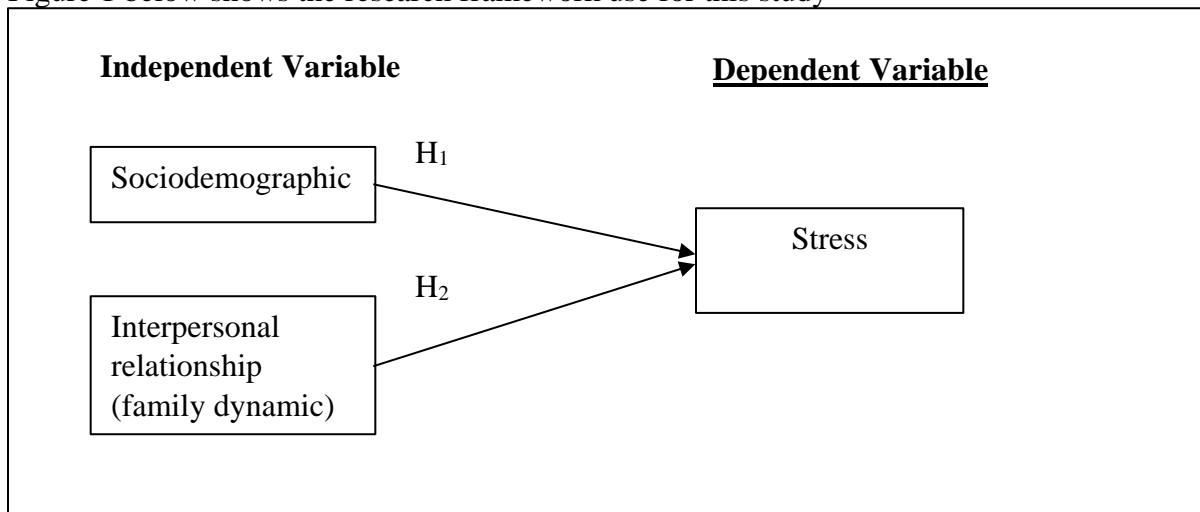 Figure 1 below shows the research framework use for this study
Independent Variable
Dependent Variable
H1
Sociodemographic
Stress
H2
Interpersonal
relationship
(family dynamic)